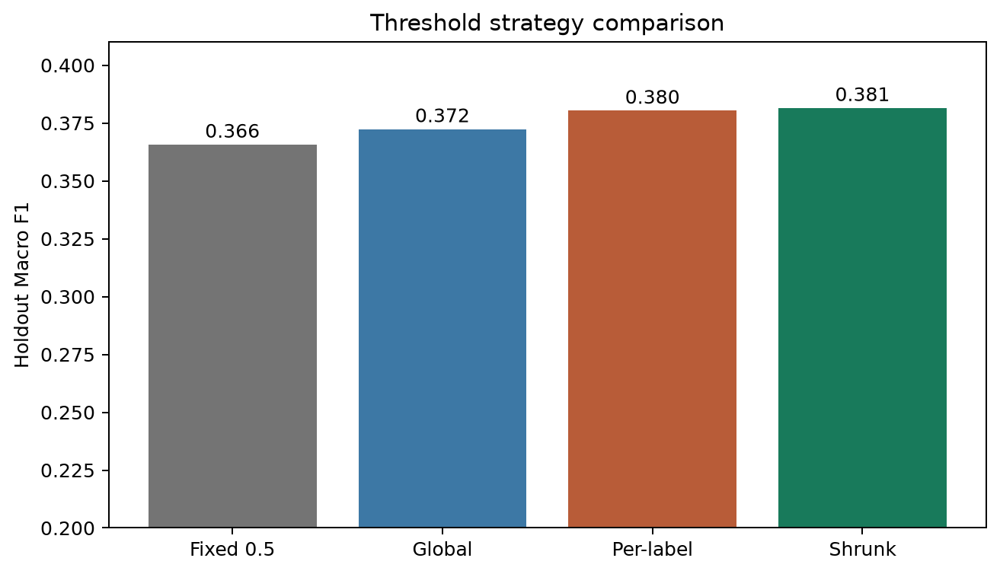 Threshold strategy comparison
Holdout Macro F1
0.400
0.375
0.350
0.325
0.300
0.275
0.250
0.225
0.200
0.366
0.372
0.380
0.381
Fixed 0.5
Global
Per-label
Shrunk